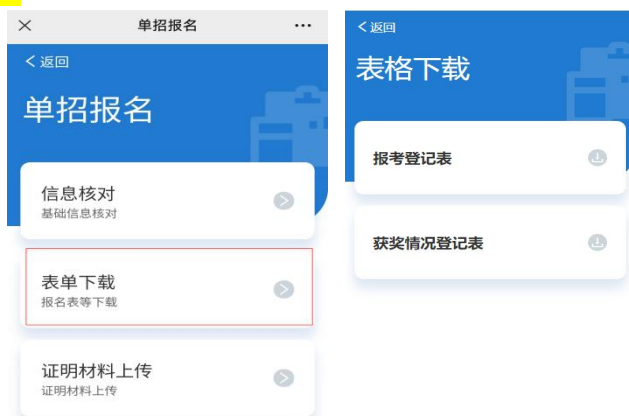 单招报名
<返回
单招报名
信息核对
基础信息核对
表单下载
报名表等下载
证明材料上传
证明材料上传
<返回
表格下载
报考登记表
获奖情况登记表